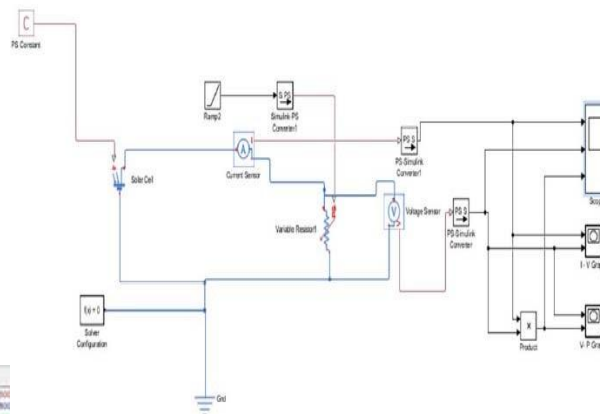 C
PS Constant
Ramp2
S PS
Simulink-PS
Converter1
Solar Cell
A
Current Sensor
PS S
PS-Simulink
Converter1
Variable Resistor1
V
Voltage Sensor
PS S
PS-Simulink
Converter
I - V Gra
f(x) = 0
Solver
Configuration
x
Product
V- P Gra
Gnd